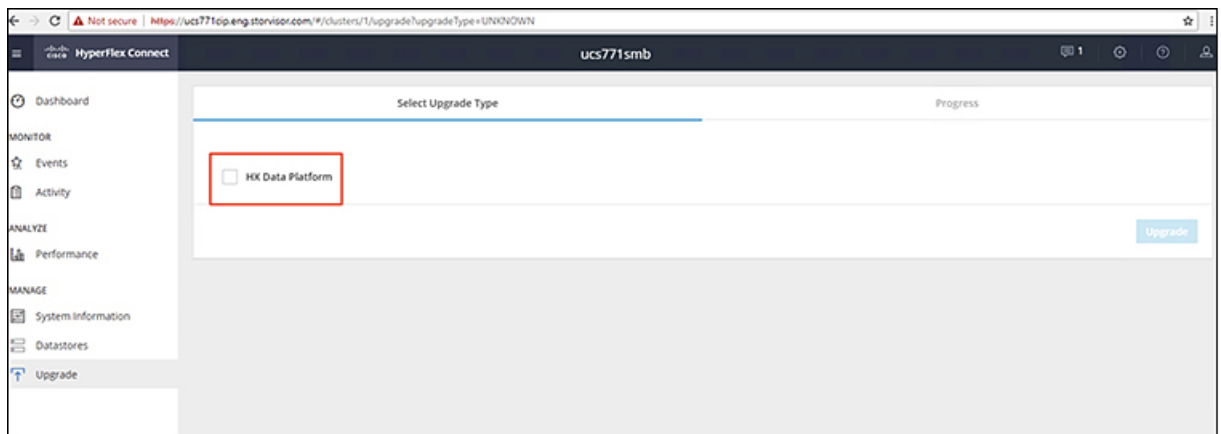 Not secure | https://ucs771cip.eng.storvisor.com/#/clusters/1/upgrade?upgradeType=UNKNOWN
cisco HyperFlex Connect
ucs771smb
1
Dashboard
Select Upgrade Type
Progress
MONITOR
Events
HX Data Platform
Activity
ANALYZE
Upgrade
Performance
MANAGE
System Information
Datastores
Upgrade